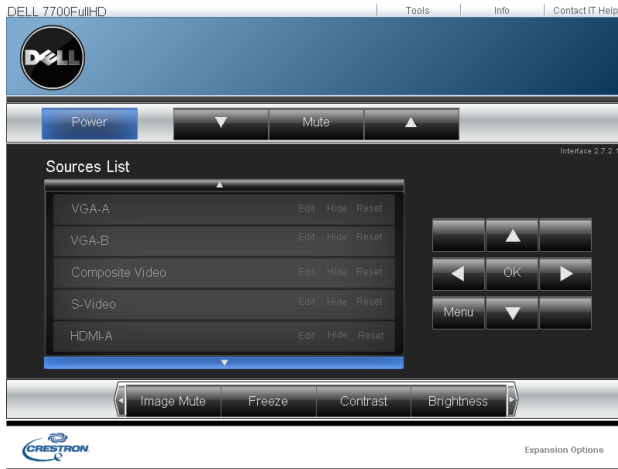 DELL 7700FullHD
Tools Info Contact IT Help
DELL
Power Mute
Interface 2.7.2.1
Sources List
VGA-A Edit Hide Reset
VGA-B Edit Hide Reset
Composite Video Edit Hide Reset
S-Video Edit Hide Reset
HDMI-A Edit Hide Reset
OK
Menu
Image Mute Freeze Contrast Brightness
CRESTRON
Expansion Options